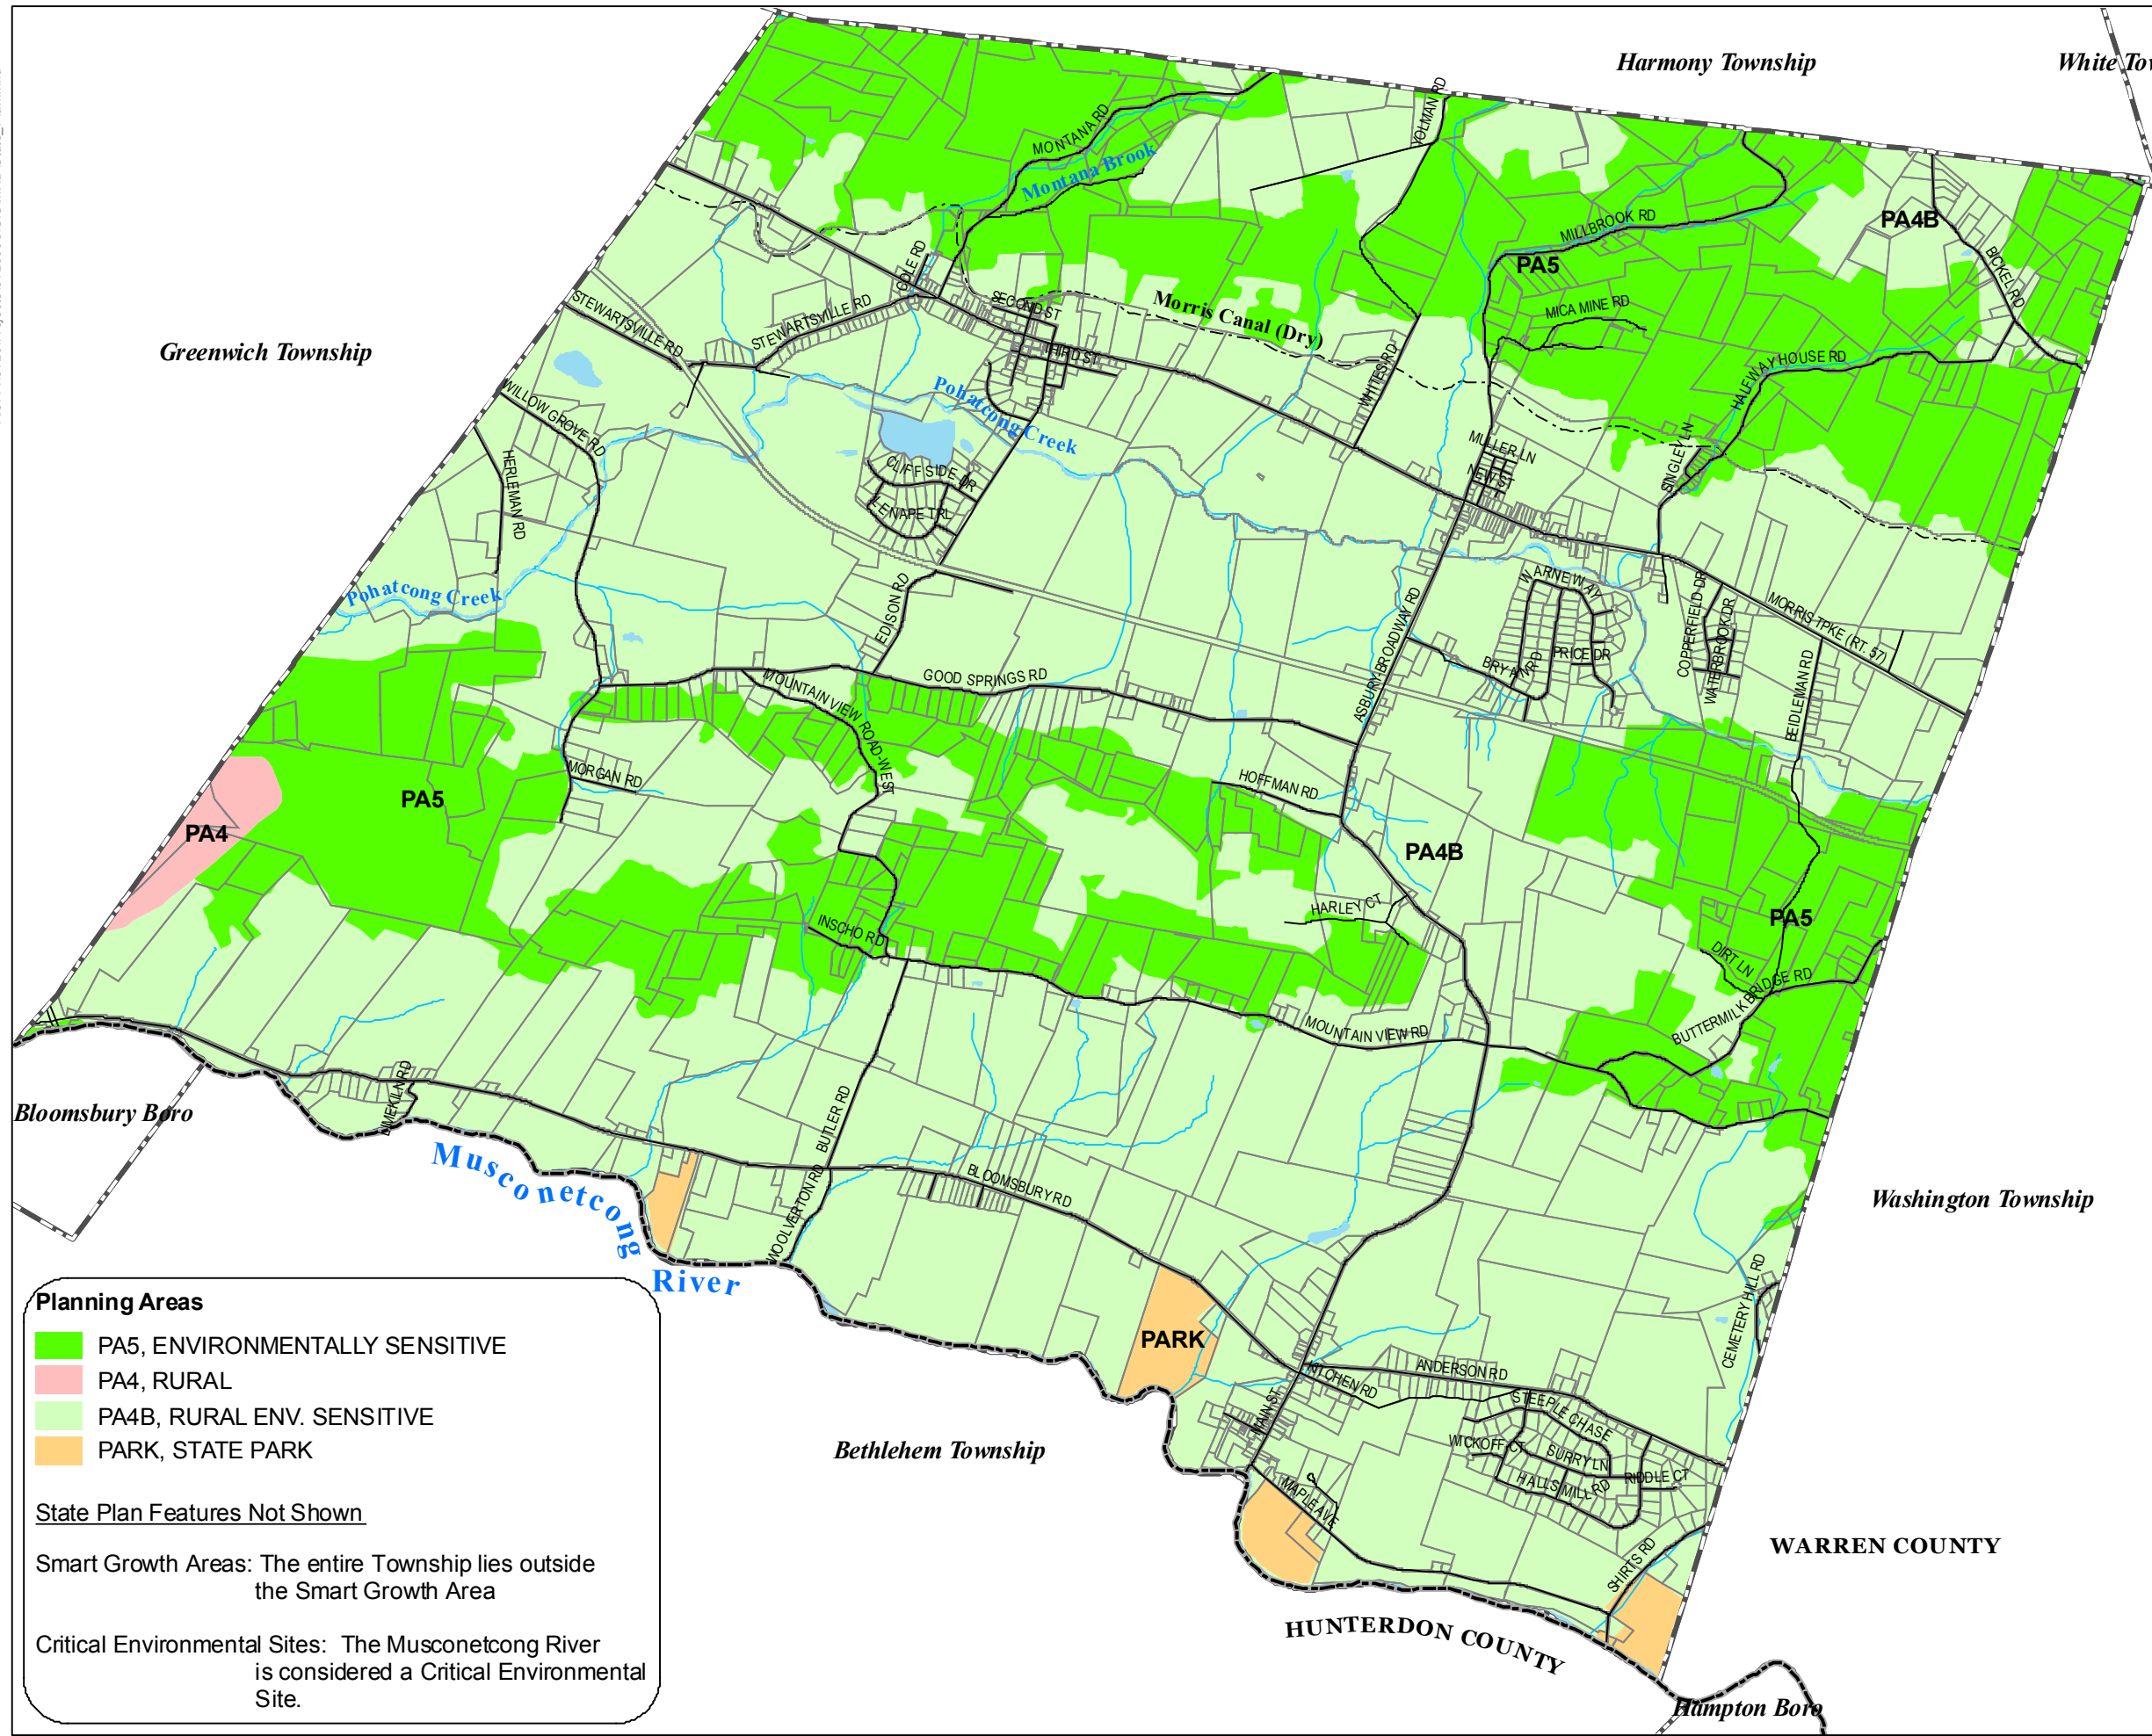 Harmony Township
White Tow
MONTANA RD
Montana Brook
MILLBROOK RD
PA4B
PA5
BICKEL RD
COLE RD
SECOND ST
Morris Canal (Dry)
MICA MINE RD
STEWARTSVILLE RD
STEWARTSVILLE RD
THIRD ST
WHITES RD
HALFWAY HOUSE RD
Greenwich Township
WILLOW GROVE RD
Pohatcong Creek
MULLER LN
NEW ST
SINGLEY LN
HERLEMAN RD
CLIFFSIDE DR
LENAPE TRL
Pohatcong Creek
EDISON RD
WARNE WAY
COPPERFIELD DR
WATERBROOK DR
MORRIS TPKE (RT. 57)
ASBURY BROADWAY RD
BRYAN RD
PRICE DR
BEIDLEMAN RD
GOOD SPRINGS RD
MOUNTAIN VIEW ROAD-WEST
MORGAN RD
HOFFMAN RD
PA5
PA4
PA4B
HARLEY CT
PA5
INSCHO RD
DIRT LN
BUTTERMILK BRIDGE RD
MOUNTAIN VIEW RD
LIMEKILN RD
Bloomsbury Boro
BUTLER RD
Musconetcong
River
WOOLVERTON RD
BLOOMSBURY RD
Washington Township
CEMETERY HILL RD
PARK
KITCHEN RD
ANDERSON RD
MAIN ST
STEEPLE CHASE
WICKOFF CT
SURRY LN
RIDDLE CT
HALLS MILL RD
MAPLE AVE
Bethlehem Township
SHIRTS RD
WARREN COUNTY
HUNTERDON COUNTY
Hampton Boro
Planning Areas
PA5, ENVIRONMENTALLY SENSITIVE
PA4, RURAL
PA4B, RURAL ENV. SENSITIVE
PARK, STATE PARK
State Plan Features Not Shown
Smart Growth Areas: The entire Township lies outside
the Smart Growth Area
Critical Environmental Sites: The Musconetcong River
is considered a Critical Environmental
Site.